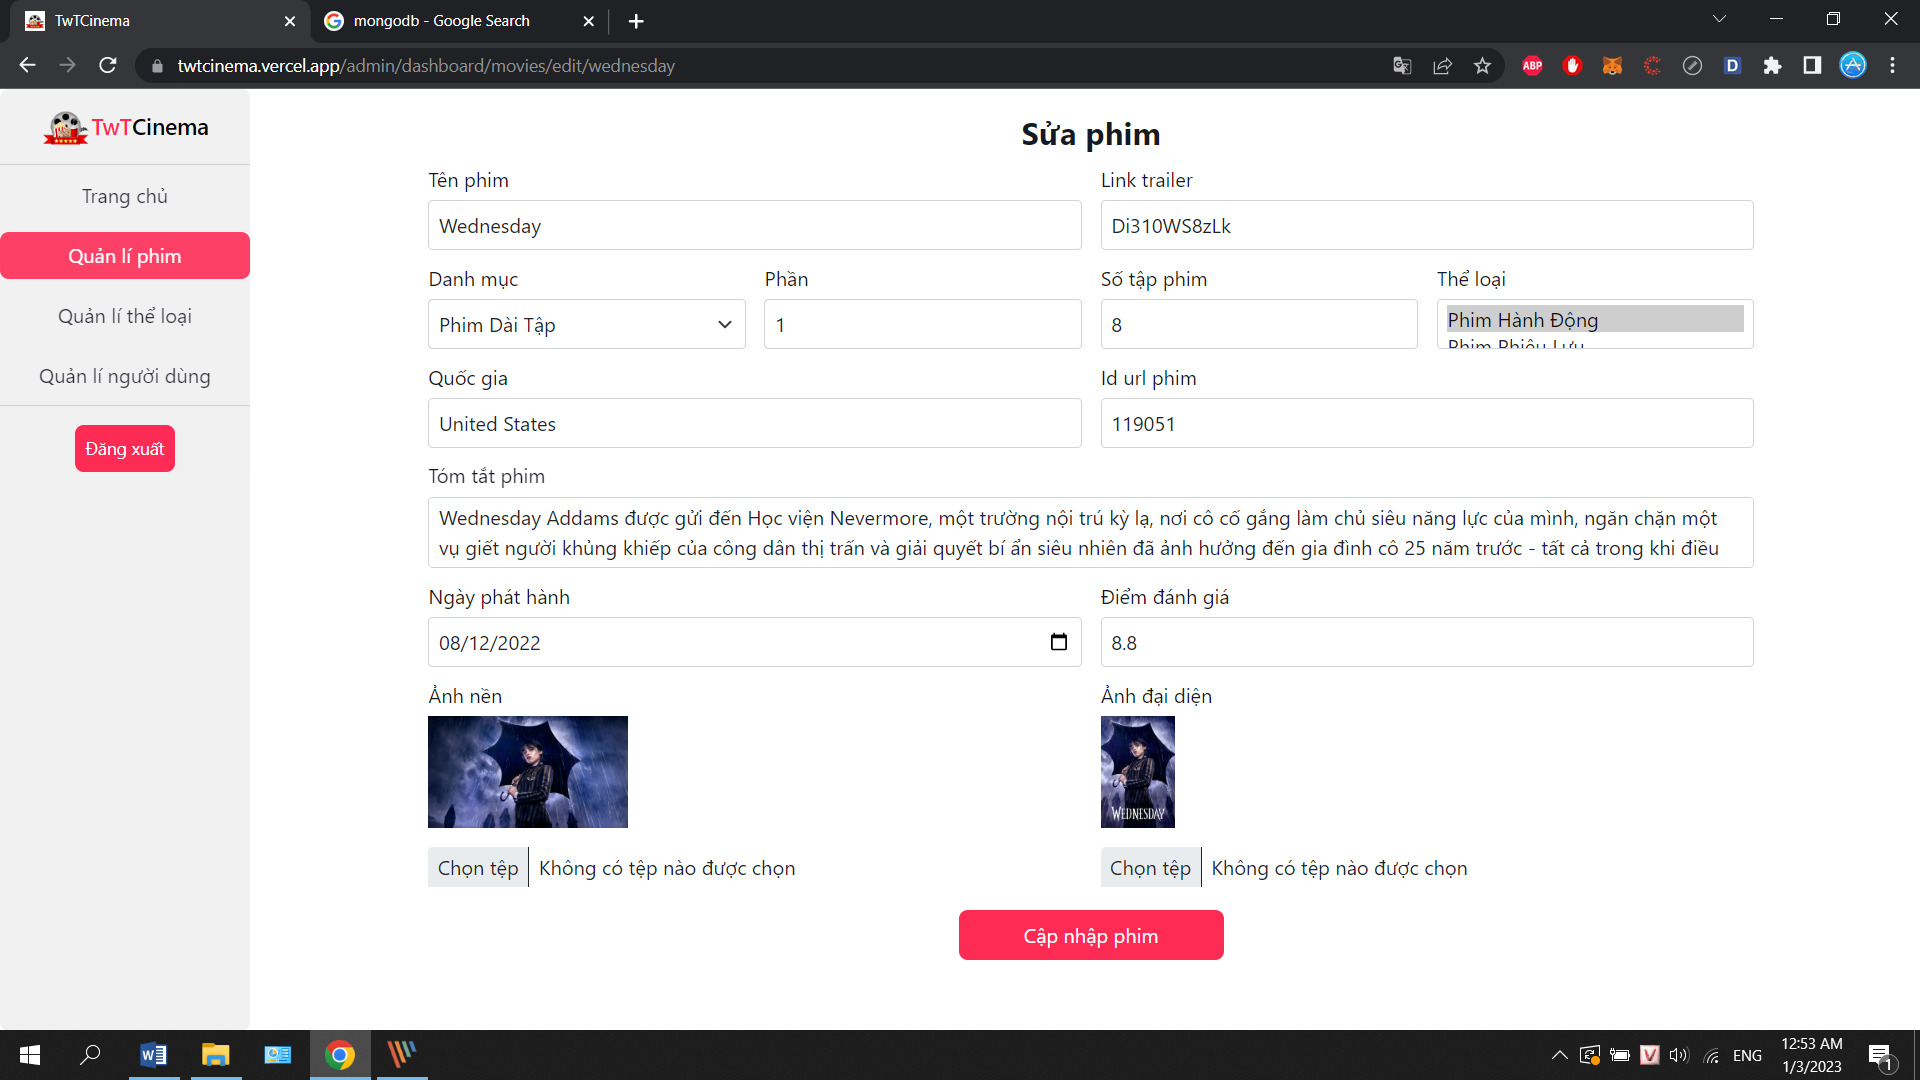 TwTCinema
mongodb - Google Search
twtcinema.vercel.app/admin/dashboard/movies/edit/wednesday
ABP
D
TwTCinema
Trang chủ
Quản lí phim
Quản lí thể loại
Quản lí người dùng
Đăng xuất
Sửa phim
Tên phim
Link trailer
Wednesday
Di310WS8zLk
Danh mục
Phần
Số tập phim
Thể loại
Phim Dài Tập
1
8
Phim Hành Động
Phim Phiêu Lưu
Quốc gia
Id url phim
United States
119051
Tóm tắt phim
Wednesday Addams được gửi đến Học viện Nevermore, một trường nội trú kỳ lạ, nơi cô cố gắng làm chủ siêu năng lực của mình, ngăn chặn một
vụ giết người khủng khiếp của công dân thị trấn và giải quyết bí ẩn siêu nhiên đã ảnh hưởng đến gia đình cô 25 năm trước - tất cả trong khi điều
Ngày phát hành
Điểm đánh giá
08/12/2022
8.8
Ảnh nền
Ảnh đại diện
WEDNESDAY
Chọn tệp
Không có tệp nào được chọn
Chọn tệp
Không có tệp nào được chọn
Cập nhập phim
ENG
12:53 AM
1/3/2023
1